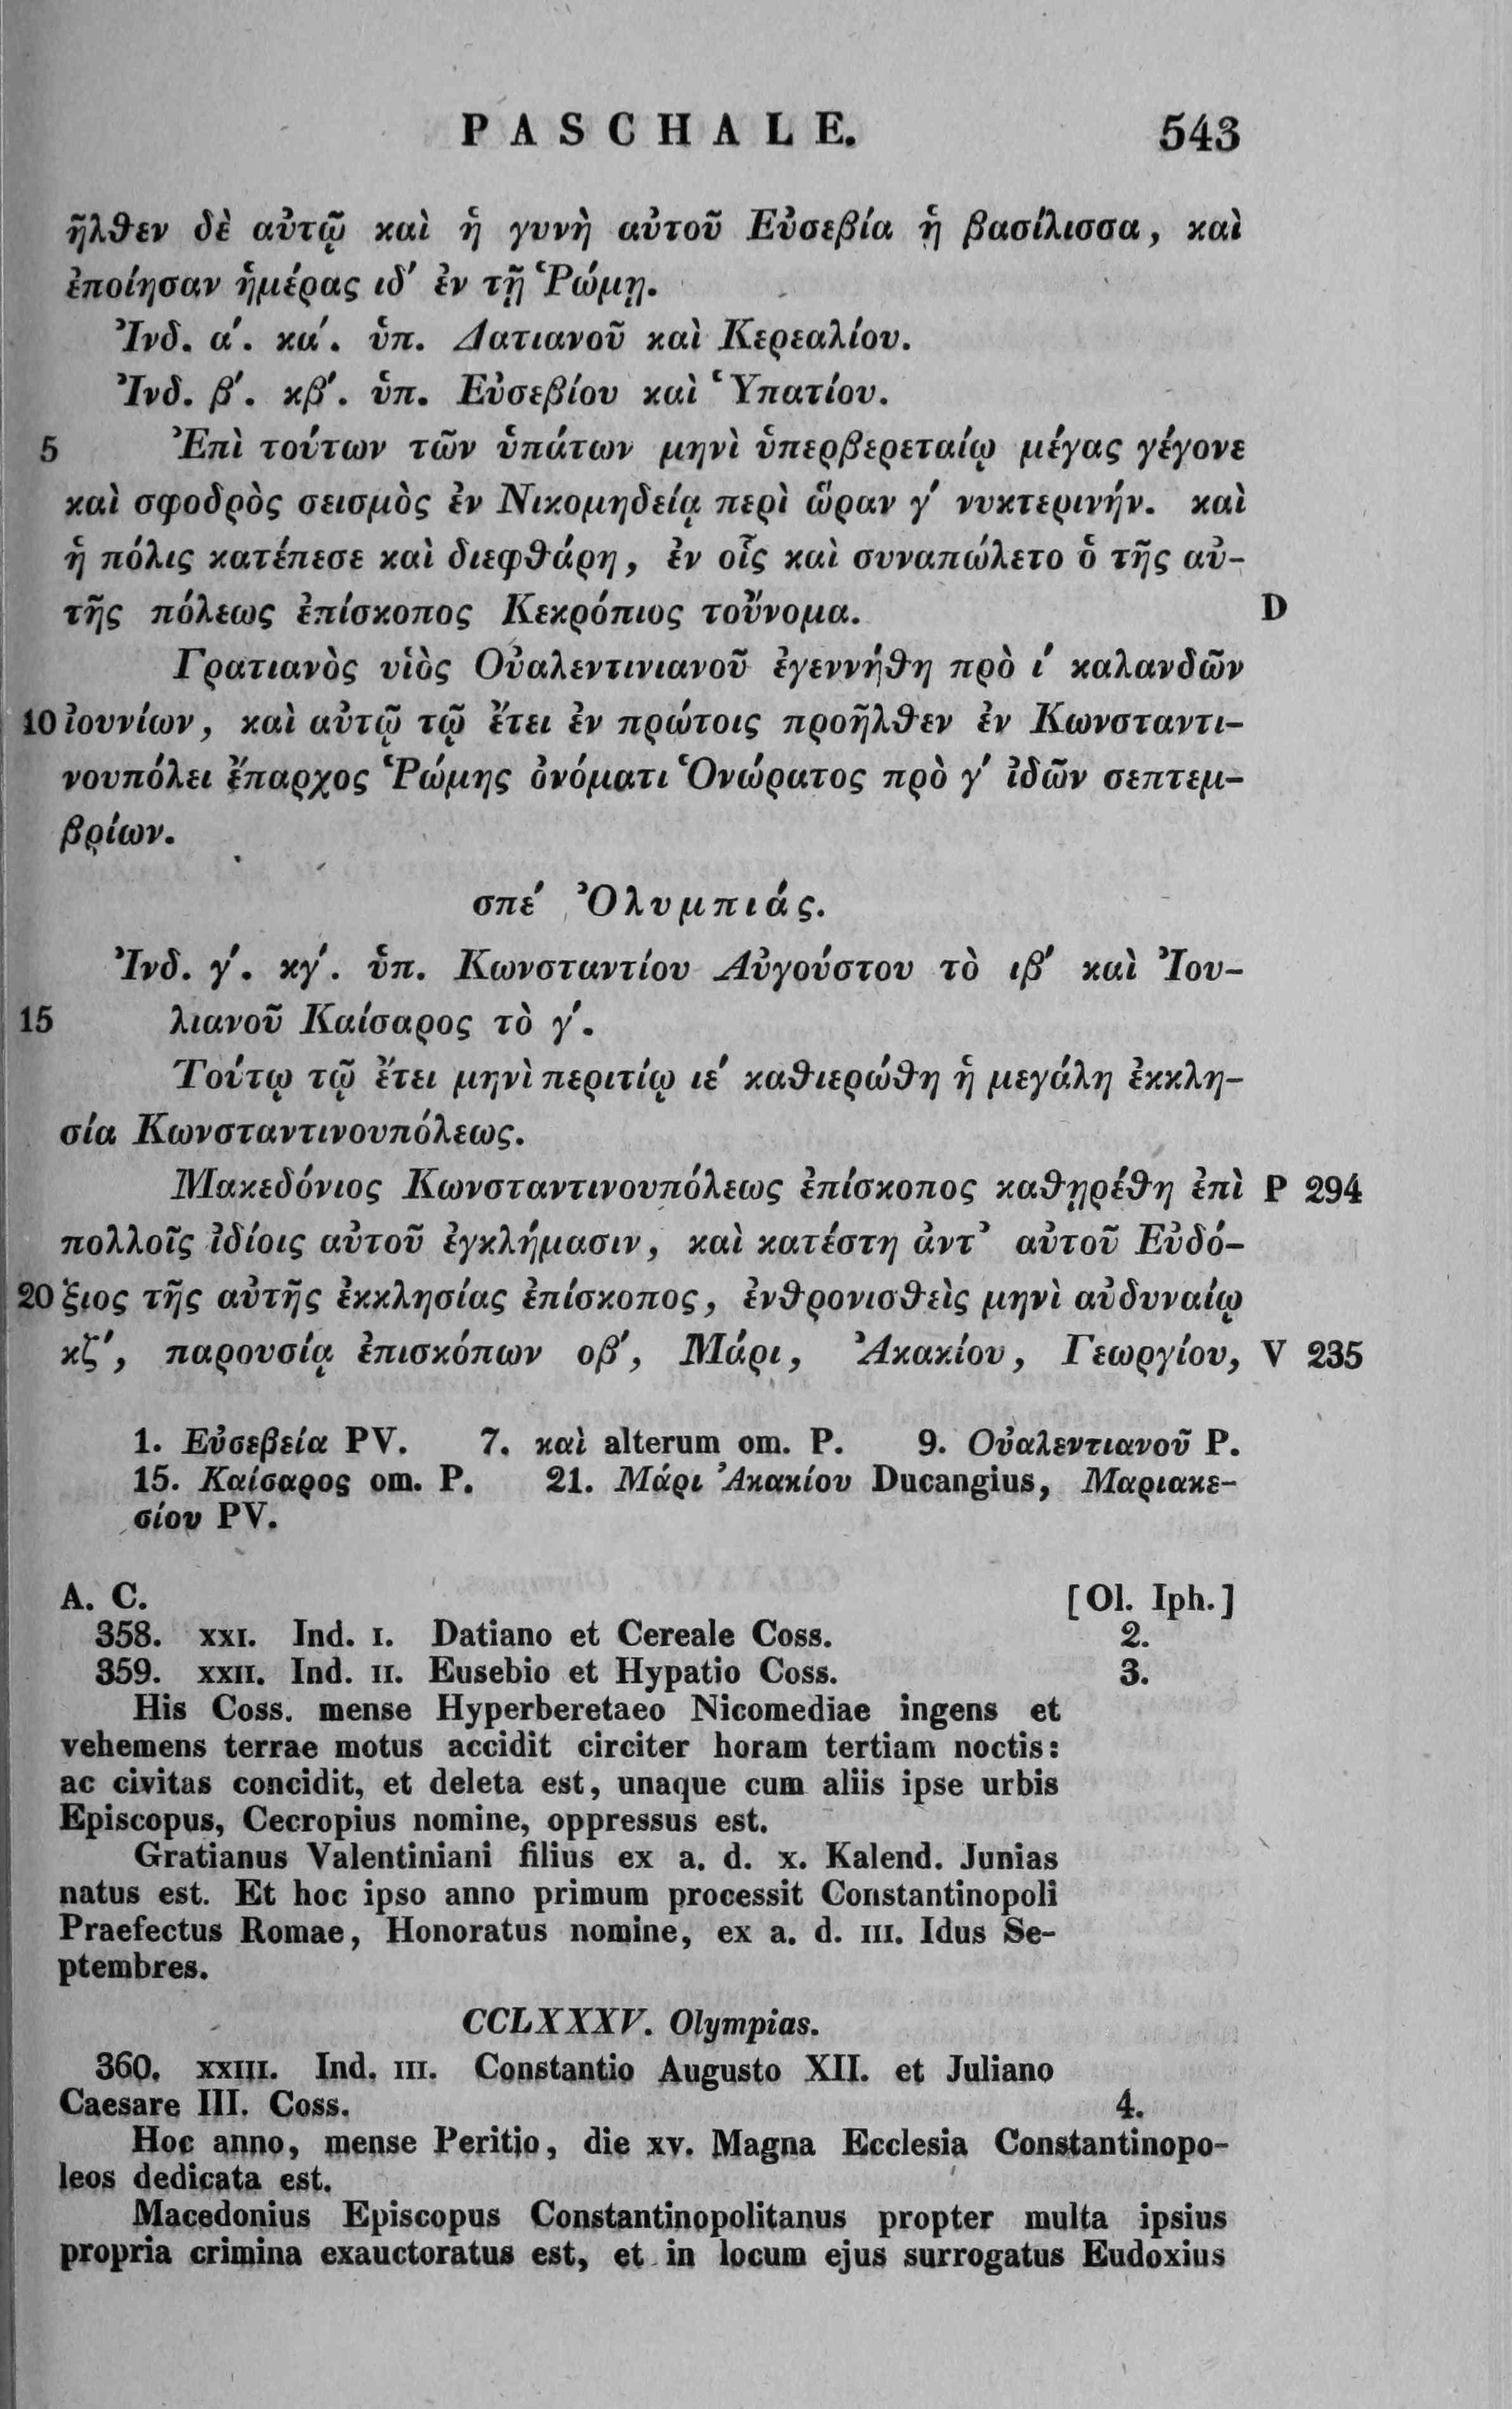 PASCHALE. 543
ἦλθεν δὲ αὐτῷ καὶ ἡ γυνὴ αὐτοῦ Εὐσεβία ἡ βασίλισσα, καὶ
ἐποίησαν ἡμέρας ιδ΄ ἐν τῇ Ῥώμῃ.
Ἰνδ. α΄. κα΄. ὑπ. Δατιανοῦ καὶ Κερεαλίου.
Ἰνδ. β΄. κβ΄. ὑπ. Εὐσεβίου καὶ Ὑπατίου.
5 Ἐπὶ τούτων τῶν ὑπάτων μηνὶ ὑπερβερεταίῳ μέγας γέγονε
καὶ σφοδρὸς σεισμὸς ἐν Νικομηδείᾳ περὶ ὥραν γ΄ νυκτερινήν. καὶ
ἡ πόλις κατέπεσε καὶ διεφθάρη, ἐν οἷς καὶ συναπώλετο ὁ τῆς αὐ-
τῆς πόλεως ἐπίσκοπος Κεκρόπιος τοὔνομα. D
Γρατιανὸς υἱὸς Οὐαλεντινιανοῦ ἐγεννήθη πρὸ ι΄ καλανδῶν
10 ἰουνίων, καὶ αὐτῷ τῷ ἔτει ἐν πρώτοις προῆλθεν ἐν Κωνσταντι-
νουπόλει ἔπαρχος Ῥώμης ὀνόματι Ὁνώρατος πρὸ γ΄ ἰδῶν σεπτεμ-
βρίων.
σπε΄ Ὀλυμπιάς.
Ἰνδ. γ΄. κγ΄. ὑπ. Κωνσταντίου Αὐγούστου τὸ ιβ΄ καὶ Ἰου-
15 λιανοῦ Καίσαρος τὸ γ΄.
Τούτῳ τῷ ἔτει μηνὶ περιτίῳ ιε΄ καθιερώθη ἡ μεγάλη ἐκκλη-
σία Κωνσταντινουπόλεως.
Μακεδόνιος Κωνσταντινουπόλεως ἐπίσκοπος καθῃρέθη ἐπὶ P 294
πολλοῖς ἰδίοις αὐτοῦ ἐγκλήμασιν, καὶ κατέστη ἀντ᾽ αὐτοῦ Εὐδό-
20 ξιος τῆς αὐτῆς ἐκκλησίας ἐπίσκοπος, ἐνθρονισθεὶς μηνὶ αὐδυναίῳ
κζ΄, παρουσίᾳ ἐπισκόπων οβ΄, Μάρι, Ἀκακίου, Γεωργίου, V 235
1. Εὐσεβεία PV. 7. καὶ alterum om. P. 9. Οὐαλεντιανοῦ P.
15. Καίσαρος om. P. 21. Μάρι Ἀκακίου Ducangius, Μαριακε-
σίου PV.
A. C. [Ol. Iph.]
358. XXI. Ind. I. Datiano et Cereale Coss. 2.
359. XXII. Ind. II. Eusebio et Hypatio Coss. 3.
His Coss. mense Hyperberetaeo Nicomediae ingens et
vehemens terrae motus accidit circiter horam tertiam noctis:
ac civitas concidit, et deleta est, unaque cum aliis ipse urbis
Episcopus, Cecropius nomine, oppressus est.
Gratianus Valentiniani filius ex a. d. x. Kalend. Junias
natus est. Et hoc ipso anno primum processit Constantinopoli
Praefectus Romae, Honoratus nomine, ex a. d. III. Idus Se-
ptembres.
CCLXXXV. Olympias.
360. XXIII. Ind. III. Constantio Augusto XII. et Juliano
Caesare III. Coss. 4.
Hoc anno, mense Peritio, die XV. Magna Ecclesia Constantinopo-
leos dedicata est.
Macedonius Episcopus Constantinopolitanus propter multa ipsius
propria crimina exauctoratus est, et in locum ejus surrogatus Eudoxius